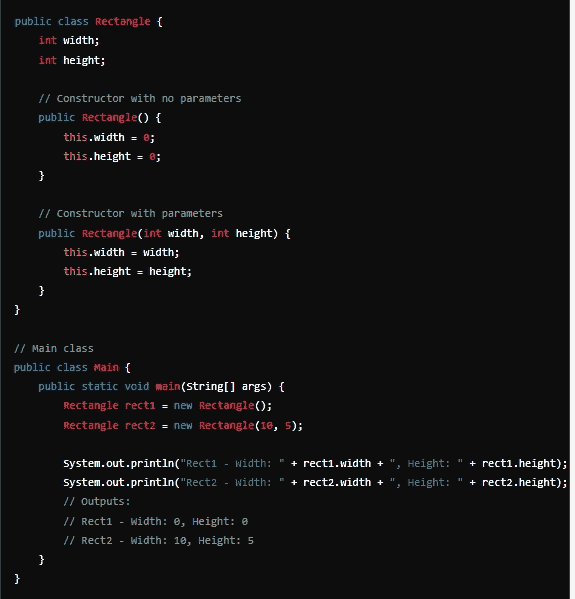 public class Rectangle {
    int width;
    int height;

    // Constructor with no parameters
    public Rectangle() {
        this.width = 0;
        this.height = 0;
    }

    // Constructor with parameters
    public Rectangle(int width, int height) {
        this.width = width;
        this.height = height;
    }
}

// Main class
public class Main {
    public static void main(String[] args) {
        Rectangle rect1 = new Rectangle();
        Rectangle rect2 = new Rectangle(10, 5);

        System.out.println("Rect1 - Width: " + rect1.width + ", Height: " + rect1.height);
        System.out.println("Rect2 - Width: " + rect2.width + ", Height: " + rect2.height);
        // Outputs:
        // Rect1 - Width: 0, Height: 0
        // Rect2 - Width: 10, Height: 5
    }
}